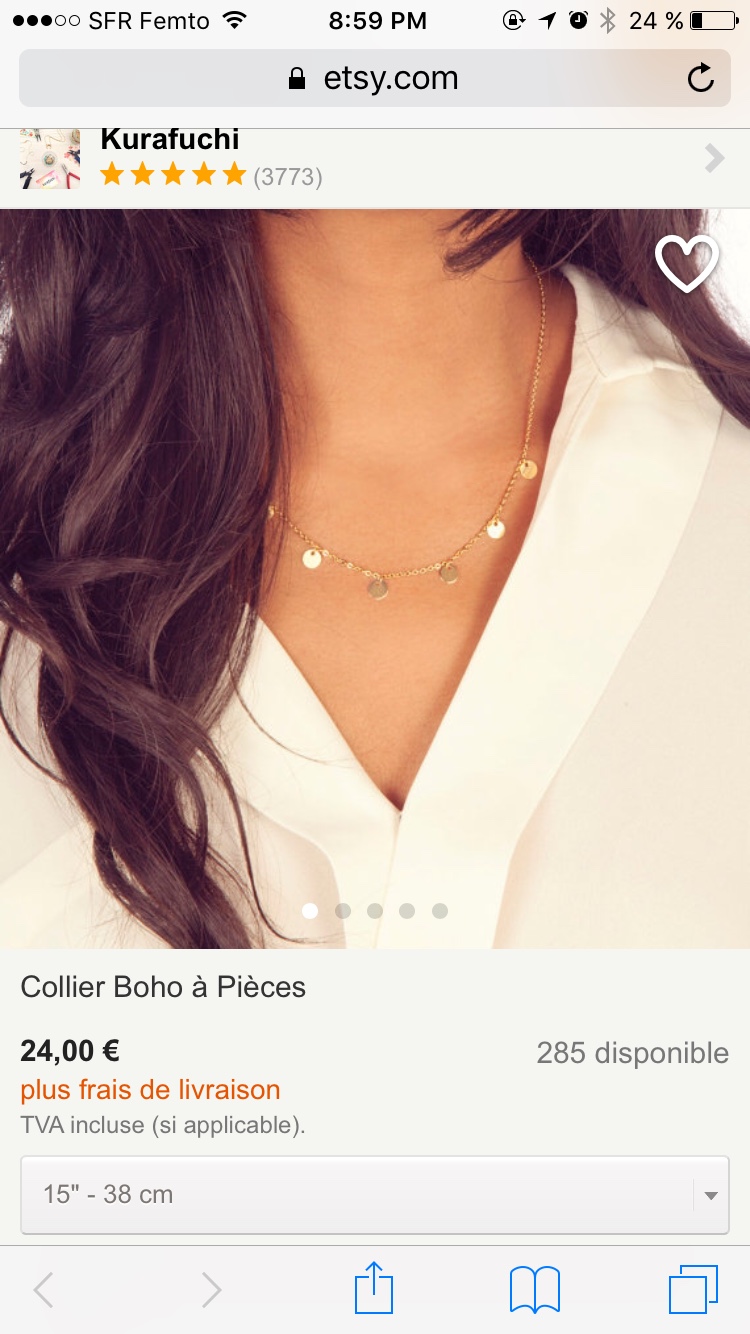 SFR Femto 8:59 PM 24 %
etsy.com
Kurafuchi
(3773)
Collier Boho à Pièces
24,00 € 285 disponible
plus frais de livraison
TVA incluse (si applicable).
15" - 38 cm